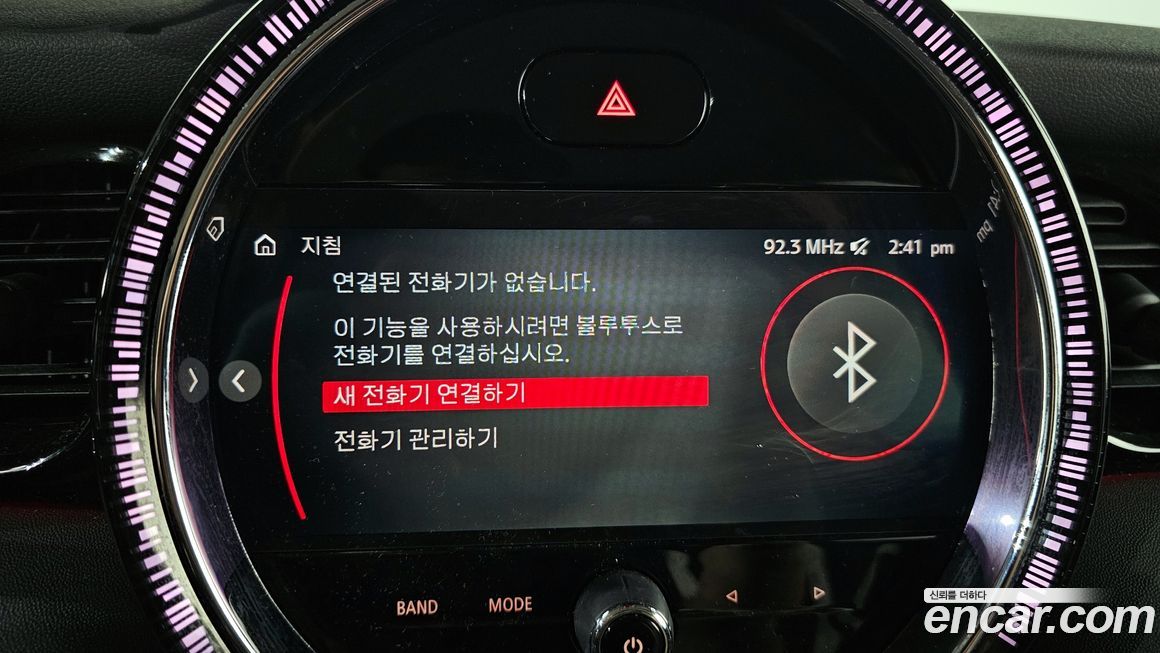 지침
92.3 MHz 2:41 pm
연결된 전화기가 없습니다.
이 기능을 사용하시려면 블루투스로
전화기를 연결하십시오.
새 전화기 연결하기
전화기 관리하기
BAND MODE
신뢰를 더하다
encar.com